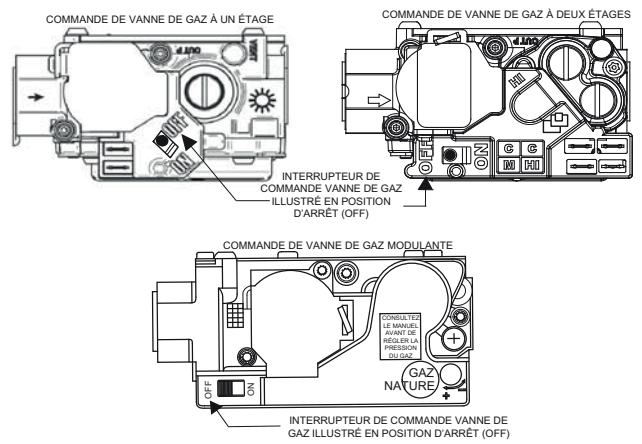 COMMANDE DE VANNE DE GAZ À UN ÉTAGE
COMMANDE DE VANNE DE GAZ À DEUX ÉTAGES
OUT P
VENT
OFF
ON
OUT P
HI
OFF
ON
C C
M HI
INTERRUPTEUR DE
COMMANDE VANNE DE GAZ
ILLUSTRÉ EN POSITION
D'ARRÊT (OFF)
COMMANDE DE VANNE DE GAZ MODULANTE
CONSULTEZ
LE MANUEL
AVANT DE
RÉGLER LA
PRESSION
DU GAZ
GAZ
NATURE
+ −
OFF
ON
INTERRUPTEUR DE COMMANDE VANNE DE
GAZ ILLUSTRÉ EN POSITION D'ARRÊT (OFF)